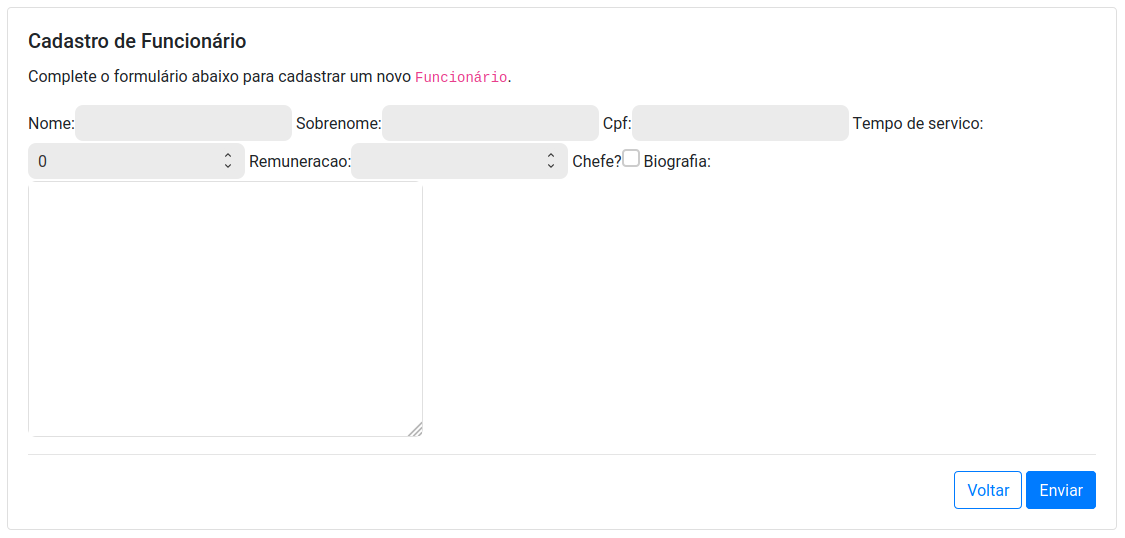 Cadastro de Funcionário
Complete o formulário abaixo para cadastrar um novo Funcionário.
Nome: Sobrenome: Cpf: Tempo de servico:
0 Remuneracao: Chefe? Biografia:
Voltar Enviar